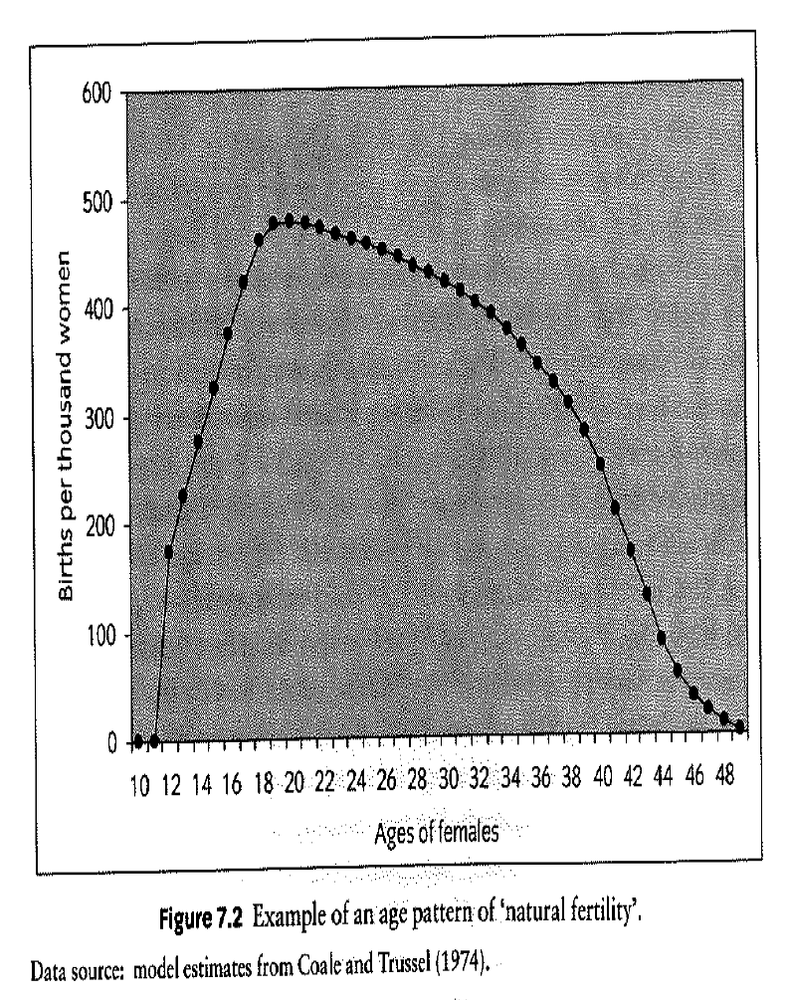 600
500
400
300
200
100
0
Births per thousand women
10 12 14 16 18 20 22 24 26 28 30 32 34 36 38 40 42 44 46 48
Ages of females
Figure 7.2 Example of an age pattern of ‘natural fertility’.
Data source: model estimates from Coale and Trussel (1974).